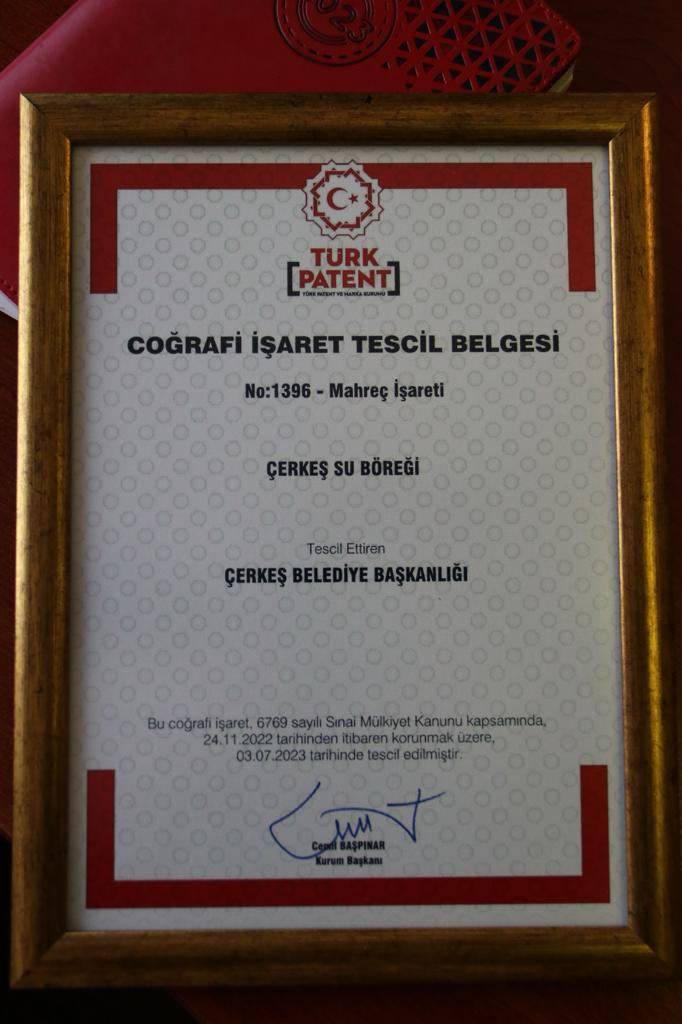 023
TÜRK
PATENT
TÜRK PATENT VE MARKA KURUMU
COĞRAFİ İŞARET TESCİL BELGESİ
No:1396 - Mahreç İşareti
ÇERKEŞ SU BÖREĞİ
Tescil Ettiren
ÇERKEŞ BELEDİYE BAŞKANLIĞI
Bu coğrafi işaret, 6769 sayılı Sınai Mülkiyet Kanunu kapsamında,
24.11.2022 tarihinden itibaren korunmak üzere,
03.07.2023 tarihinde tescil edilmiştir.
Cemil BAŞPINAR
Kurum Başkanı